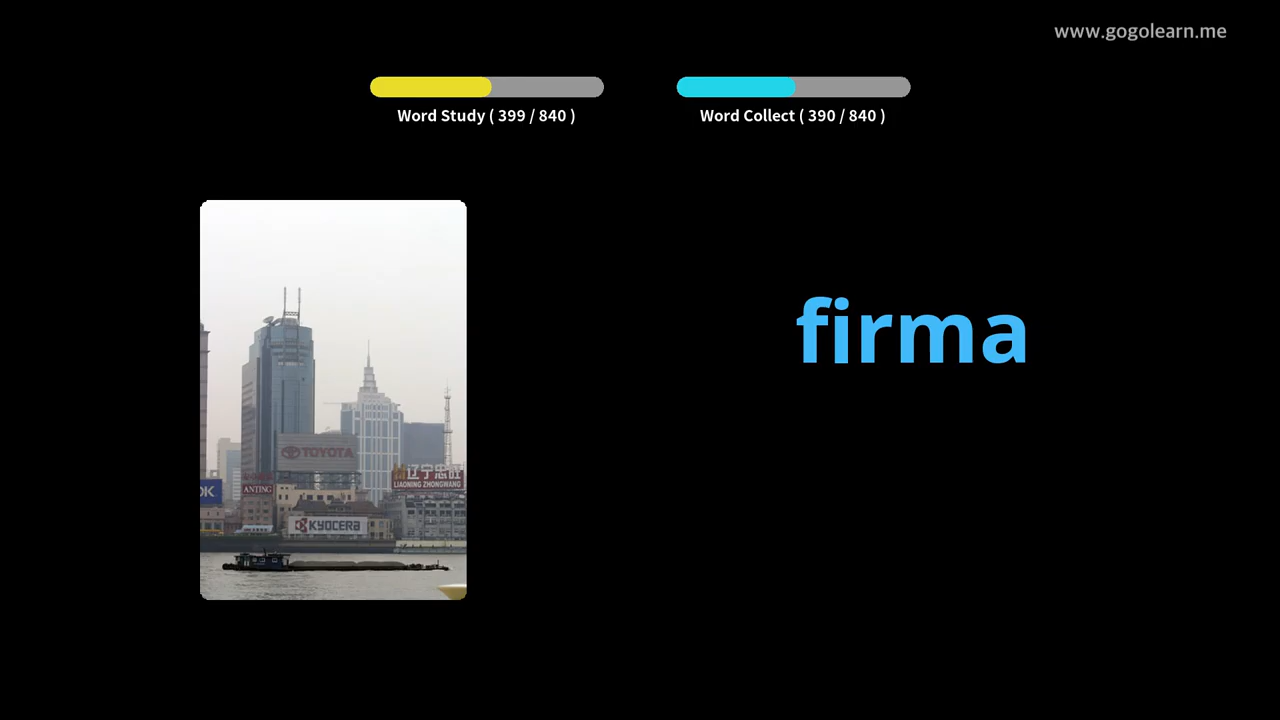 www.gogolearn.me
Word Study ( 399 / 840 )
Word Collect ( 390 / 840 )
firma
TOYOTA
辽宁忠旺
LIAONING ZHONGWANG
ANTING
KYOCERA